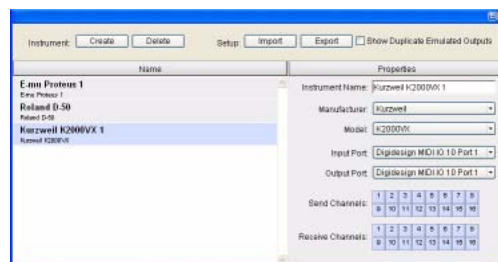 Instrument: Create Delete Setup: Import Export Show Duplicate Emulated Outputs
Name
E-mu Proteus 1
E-mu Proteus 1
Roland D-50
Roland D-50
Kurzweil K2000VX 1
Kurzweil K2000VX
Properties
Instrument Name: Kurzweil K2000VX 1
Manufacturer: Kurzweil
Model: K2000VX
Input Port: Digidesign MIDI IO 10 Port 1
Output Port: Digidesign MIDI IO 10 Port 1
Send Channels: 1 2 3 4 5 6 7 8
9 10 11 12 13 14 15 16
Receive Channels: 1 2 3 4 5 6 7 8
9 10 11 12 13 14 15 16